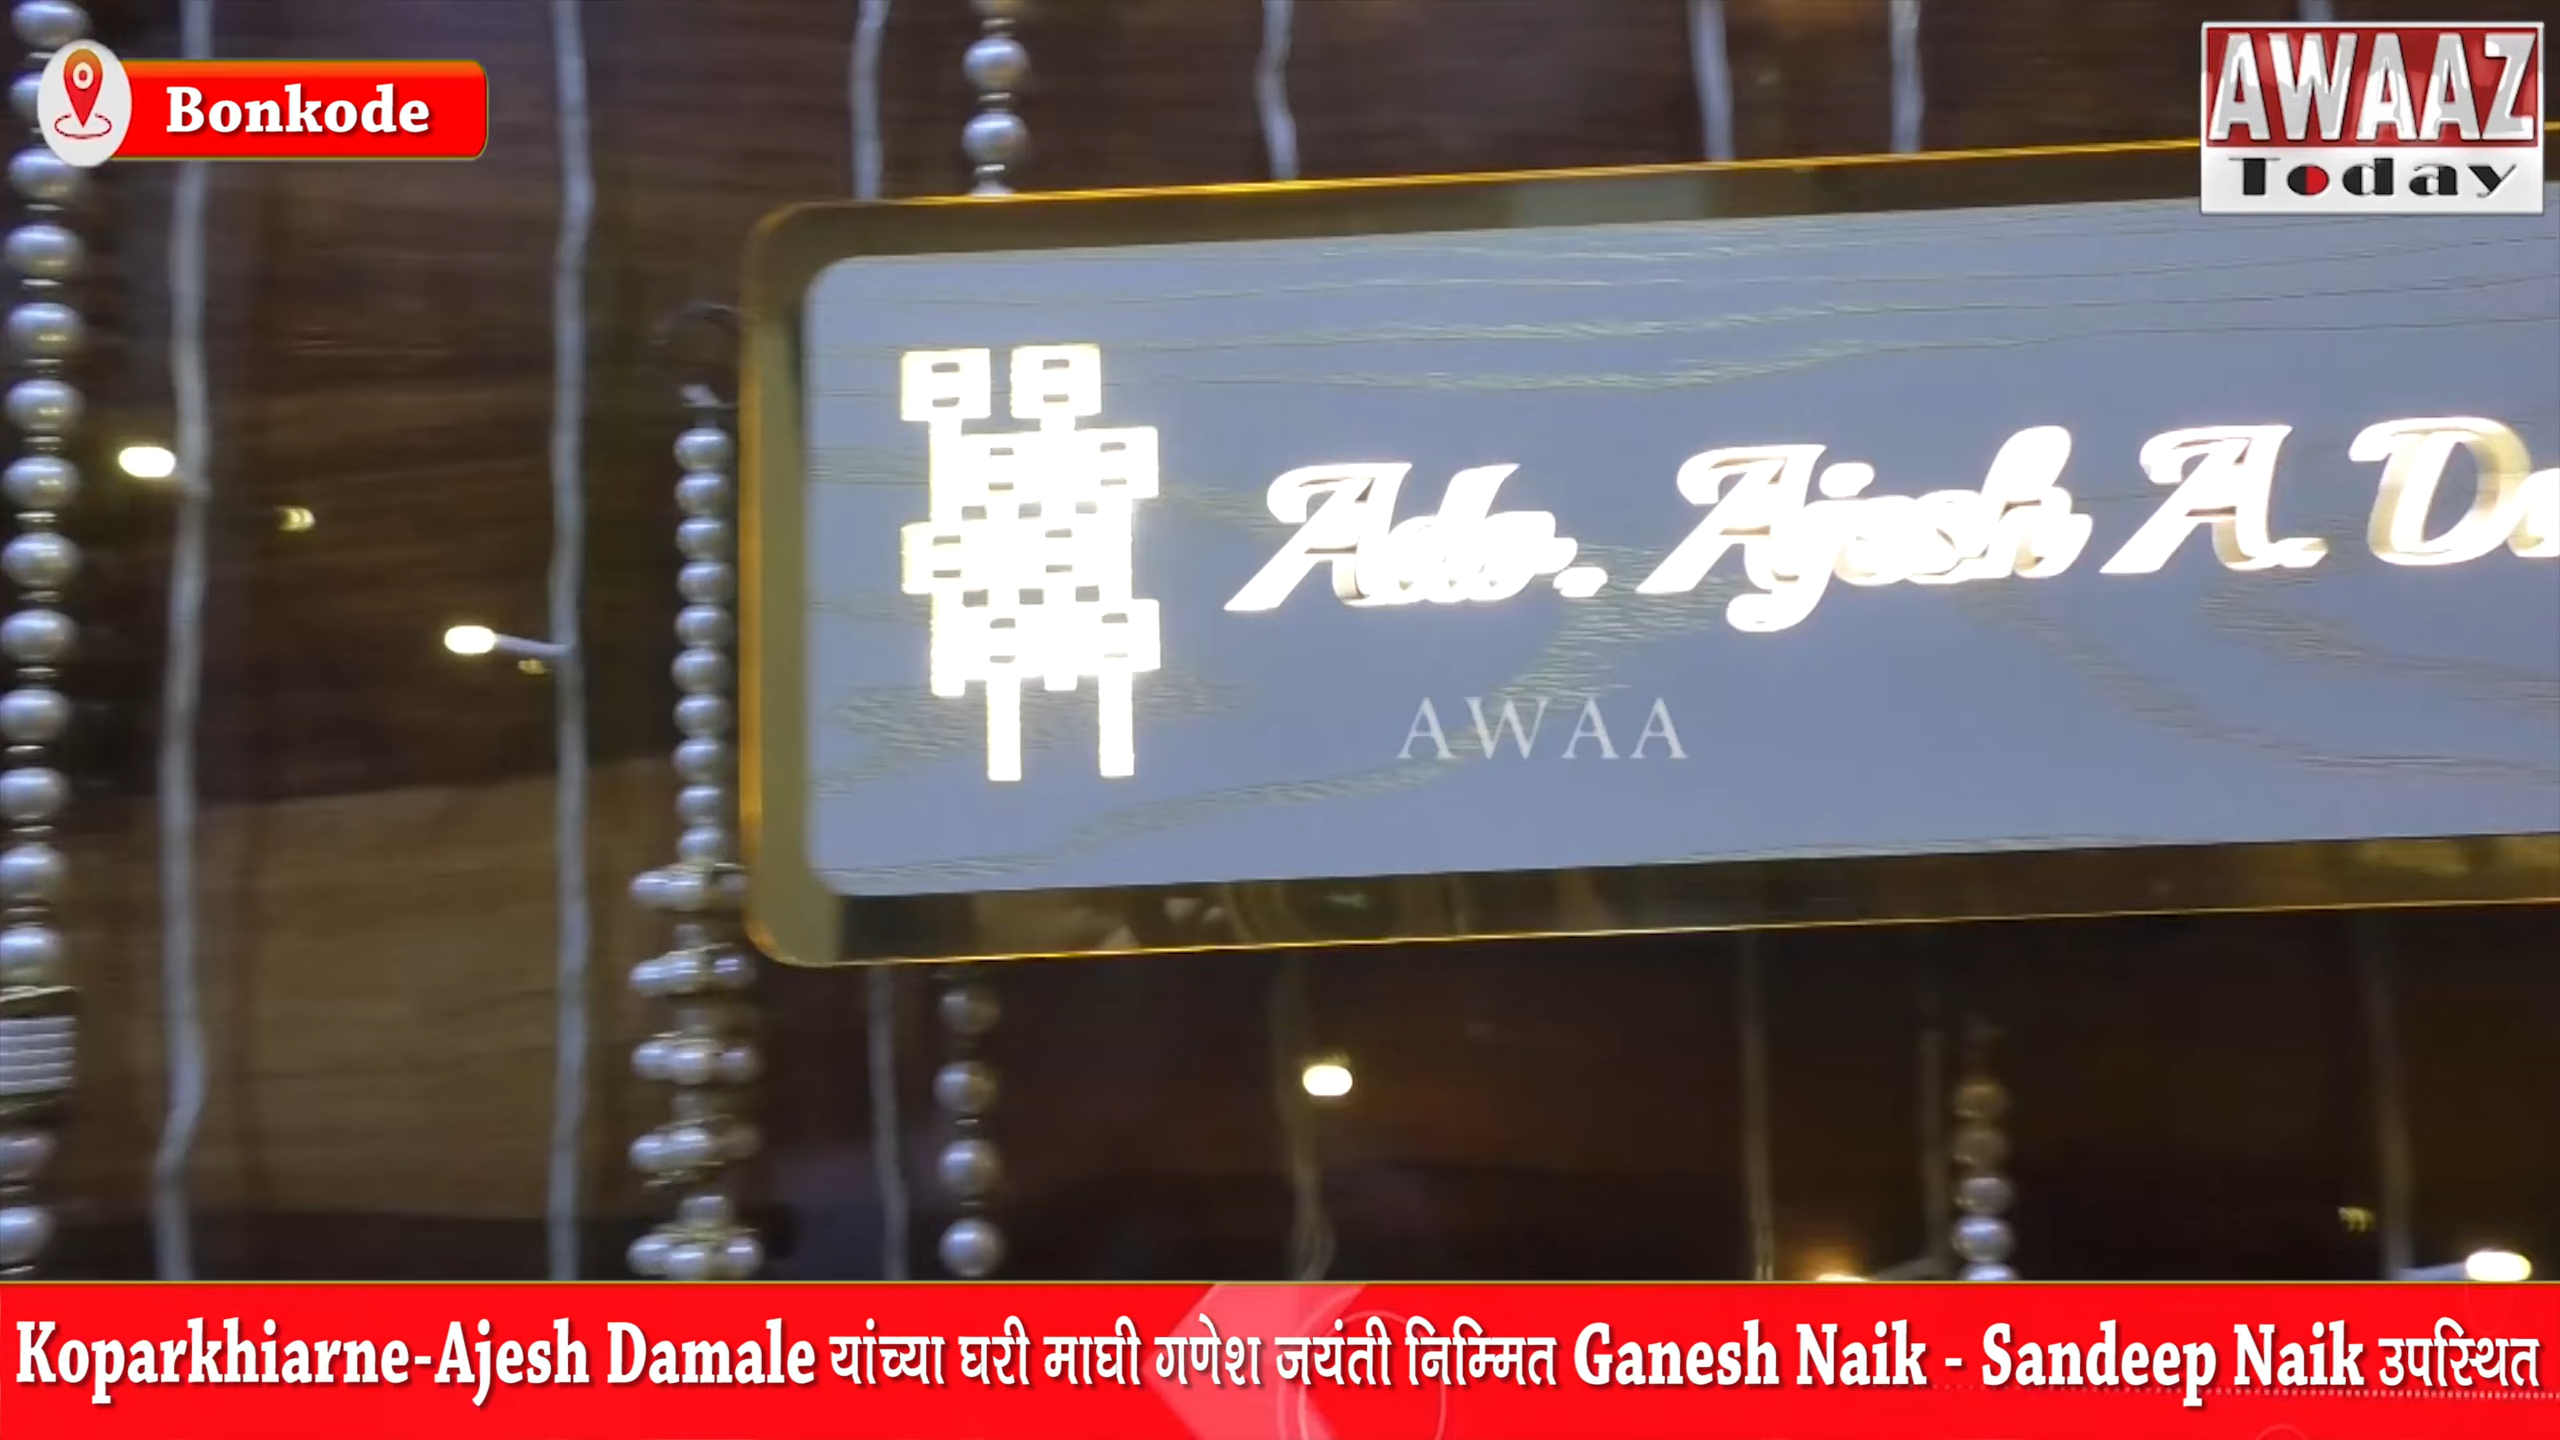 Bonkode
AWAAZ
Today
Adv. Ajesh A.
AWAA
Koparkhiarne-Ajesh Damale यांच्या घरी माघी गणेश जयंती निम्मित Ganesh Naik - Sandeep Naik उपस्थित